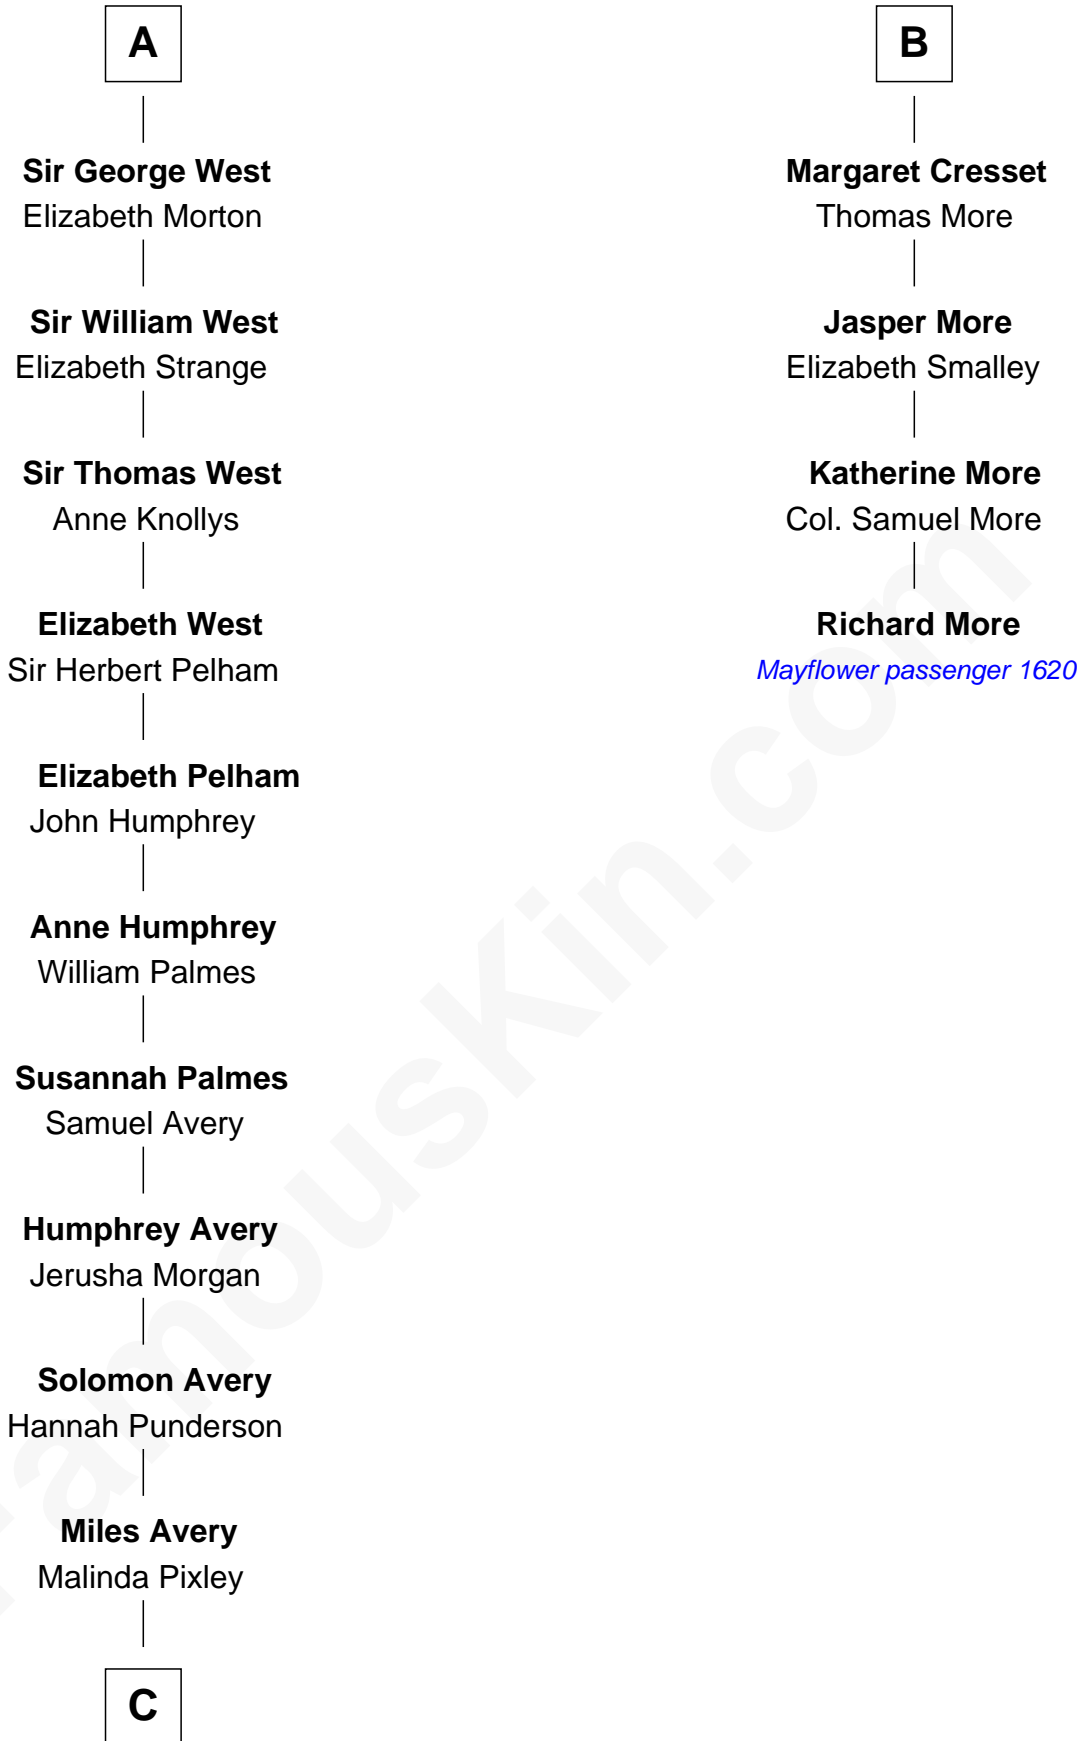 A
Sir George West
Elizabeth Morton
Sir William West
Elizabeth Strange
Sir Thomas West
Anne Knollys
Elizabeth West
Sir Herbert Pelham
Elizabeth Pelham
John Humphrey
Anne Humphrey
William Palmes
Susannah Palmes
Samuel Avery
Humphrey Avery
Jerusha Morgan
Solomon Avery
Hannah Punderson
Miles Avery
Malinda Pixley
C
B
Margaret Cresset
Thomas More
Jasper More
Elizabeth Smalley
Katherine More
Col. Samuel More
Richard More
Mayflower passenger 1620
FamousKin.com